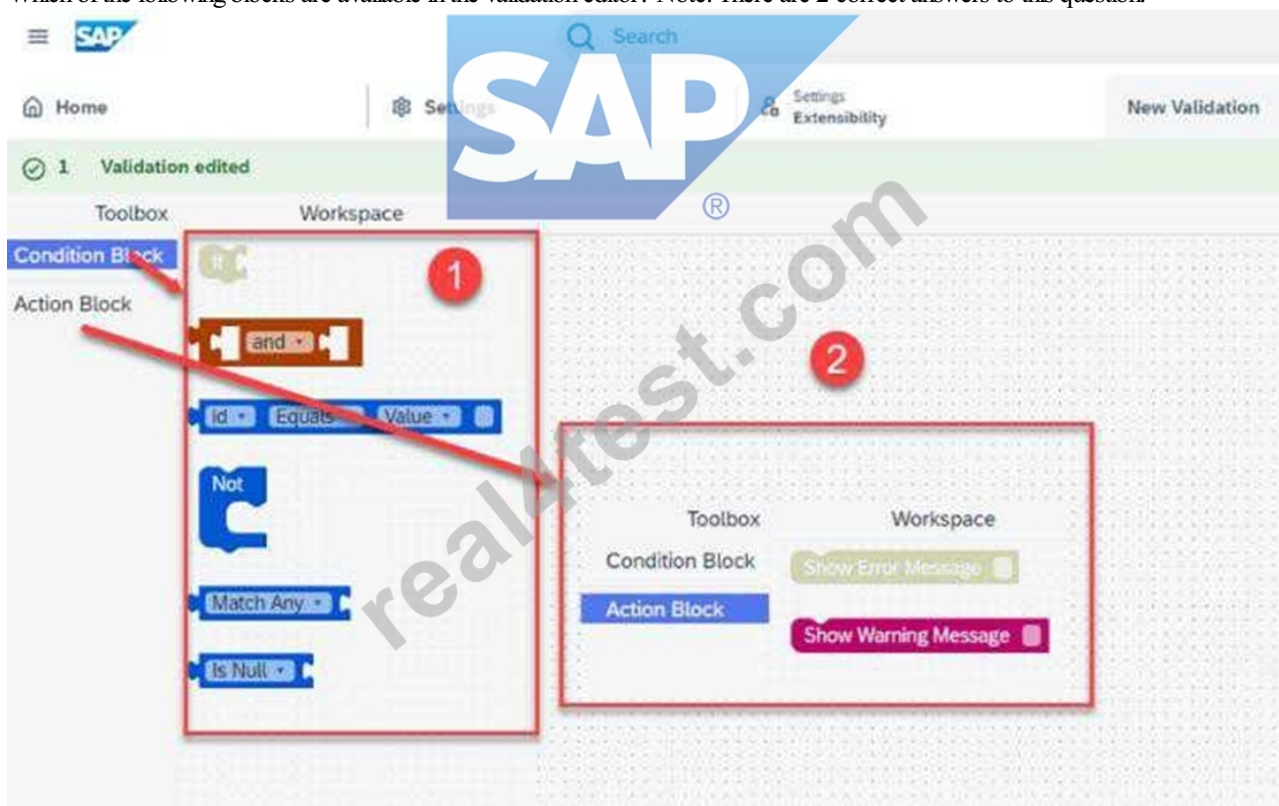 Which of the following blocks are available in the validation editor? Note: There are 2 correct answers to this question.
SAP
Search
SAP
®
Home
Settings
Settings
Extensibility
New Validation
1 Validation edited
Toolbox Workspace
Condition Block
Action Block
If
1
and
id Equals Value
Not
Match Any
Is Null
2
Toolbox Workspace
Condition Block
Show Error Message
Action Block
Show Warning Message
real4test.com